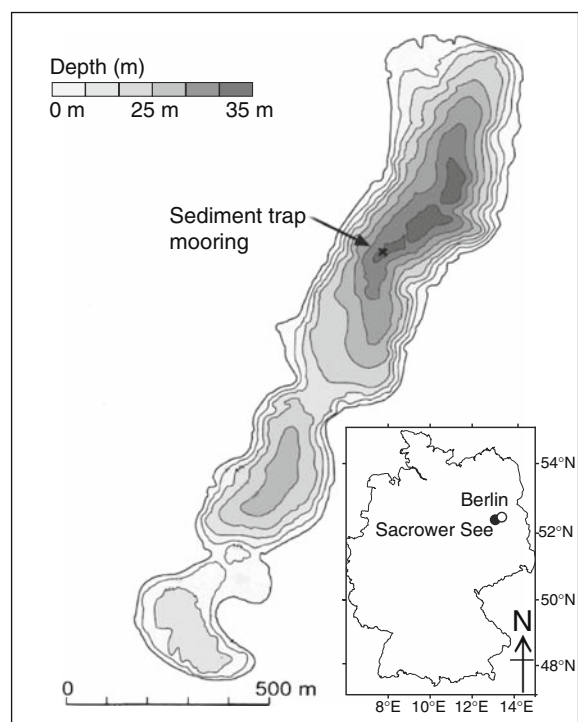 Depth (m)
0 m 25 m 35 m
Sediment trap
mooring
54°N
Berlin
Sacrower See
52°N
50°N
N
48°N
0 500 m
8°E 10°E 12°E 14°E